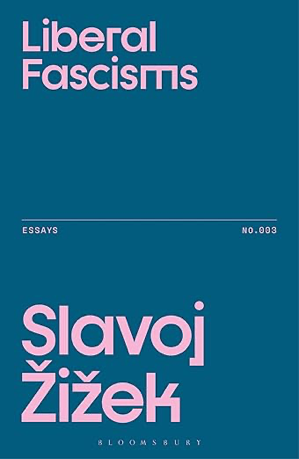 Liberal
Fascisms
ESSAYS NO.003
Slavoj
Žižek
BLOOMSBURY